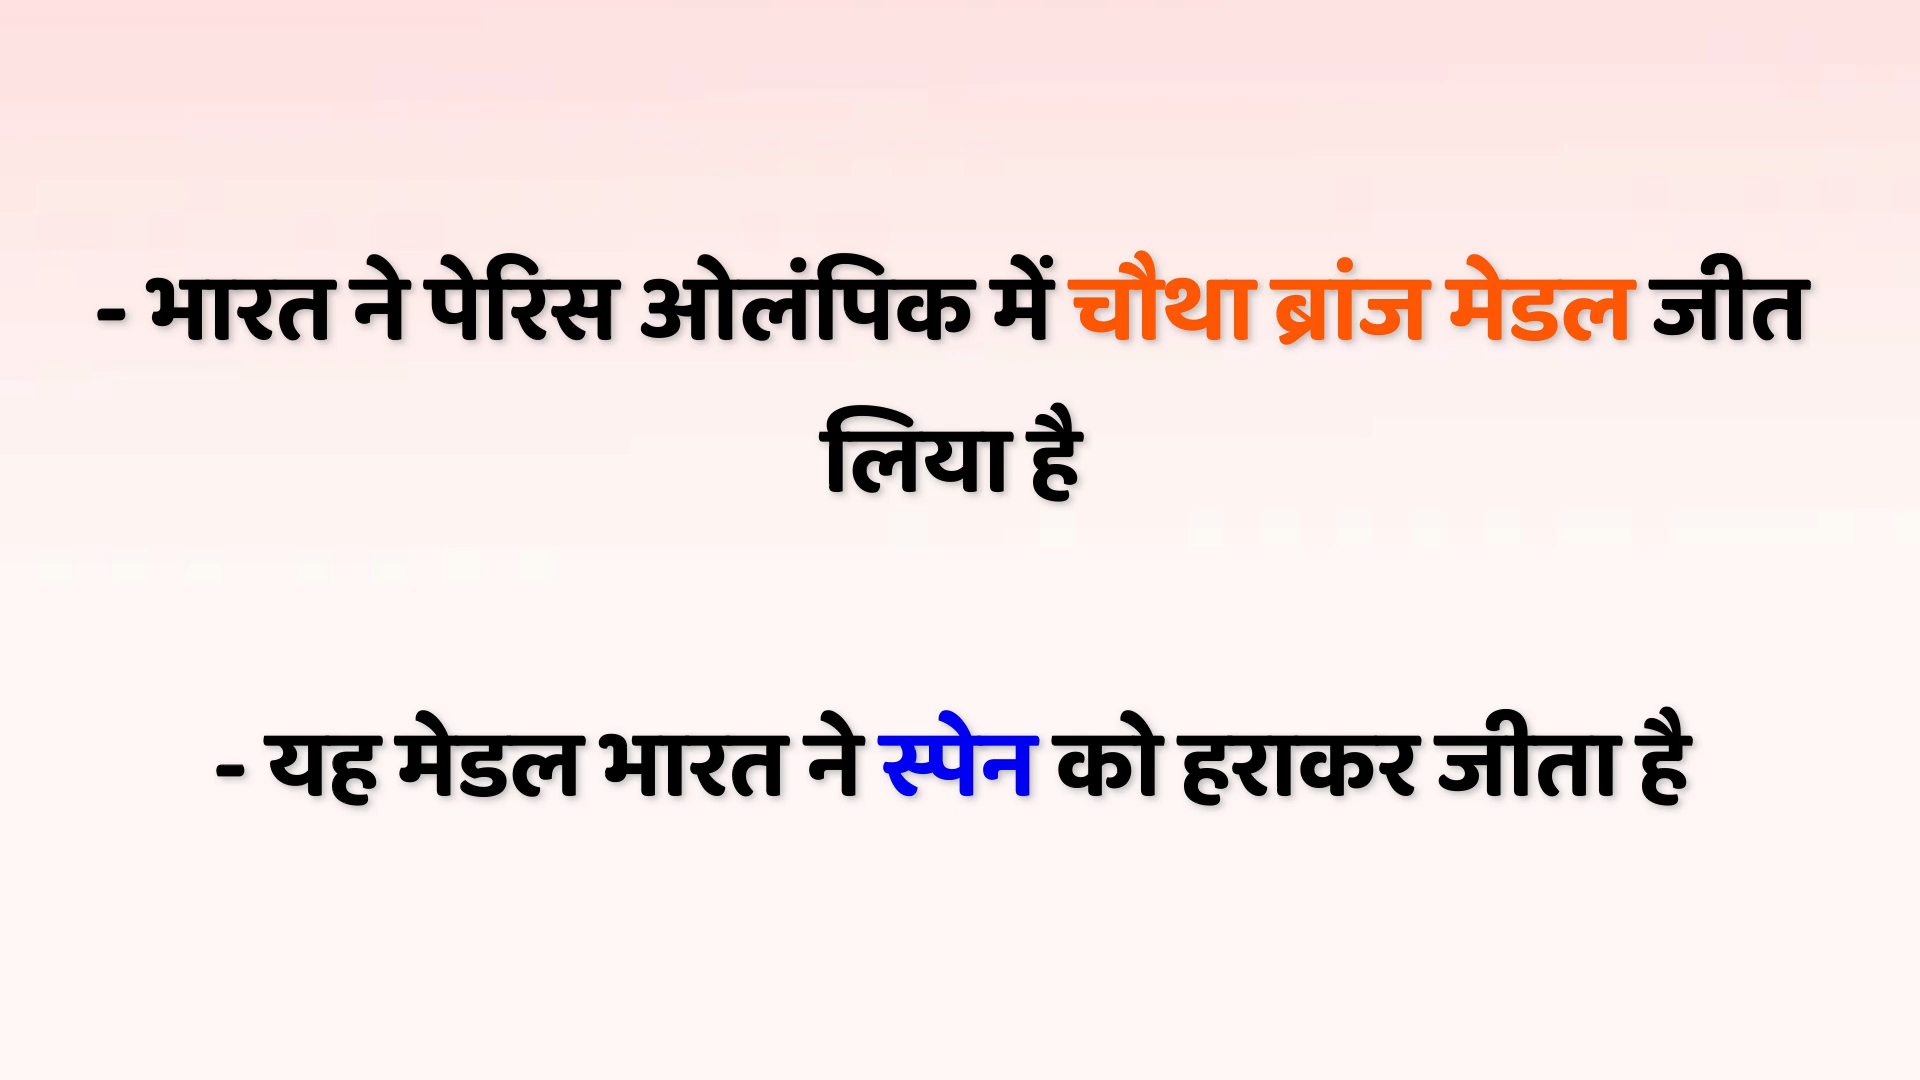 - भारत ने पेरिस ओलंपिक में चौथा ब्रांज मेडल जीत
लिया है
- यह मेडल भारत ने स्पेन को हराकर जीता है